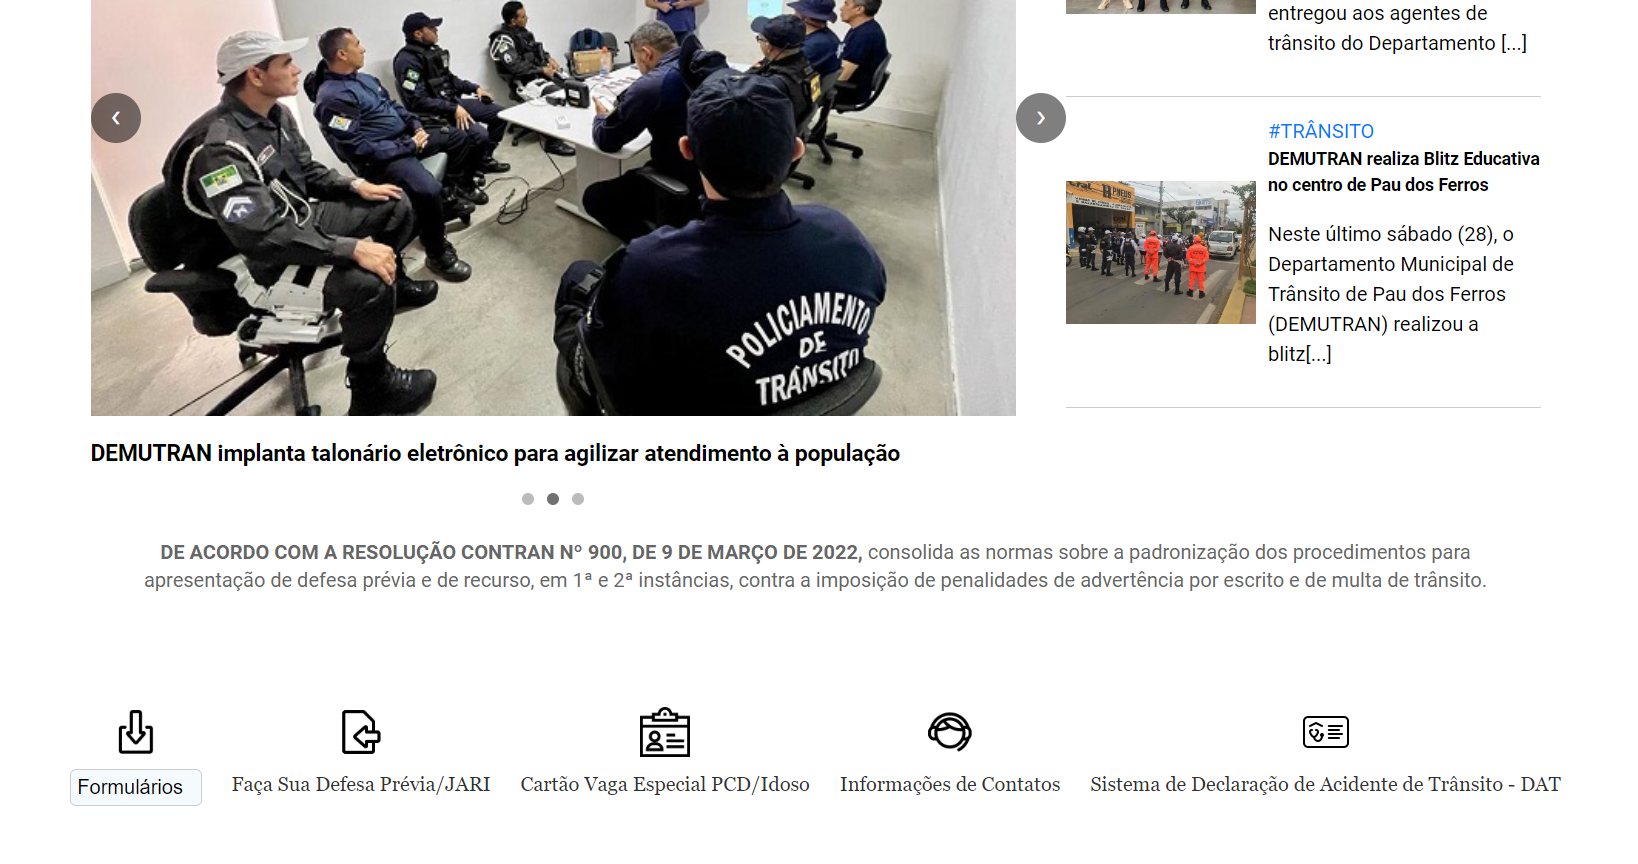 POLICIAMENTO
DE
TRÂNSITO
DEMUTRAN implanta talonário eletrônico para agilizar atendimento à população
entregou aos agentes de
trânsito do Departamento [...]
#TRÂNSITO
DEMUTRAN realiza Blitz Educativa
no centro de Pau dos Ferros
PNEUS
Neste último sábado (28), o
Departamento Municipal de
Trânsito de Pau dos Ferros
(DEMUTRAN) realizou a
blitz[...]
DE ACORDO COM A RESOLUÇÃO CONTRAN Nº 900, DE 9 DE MARÇO DE 2022, consolida as normas sobre a padronização dos procedimentos para
apresentação de defesa prévia e de recurso, em 1ª e 2ª instâncias, contra a imposição de penalidades de advertência por escrito e de multa de trânsito.
Formulários
Faça Sua Defesa Prévia/JARI
Cartão Vaga Especial PCD/Idoso
Informações de Contatos
Sistema de Declaração de Acidente de Trânsito - DAT